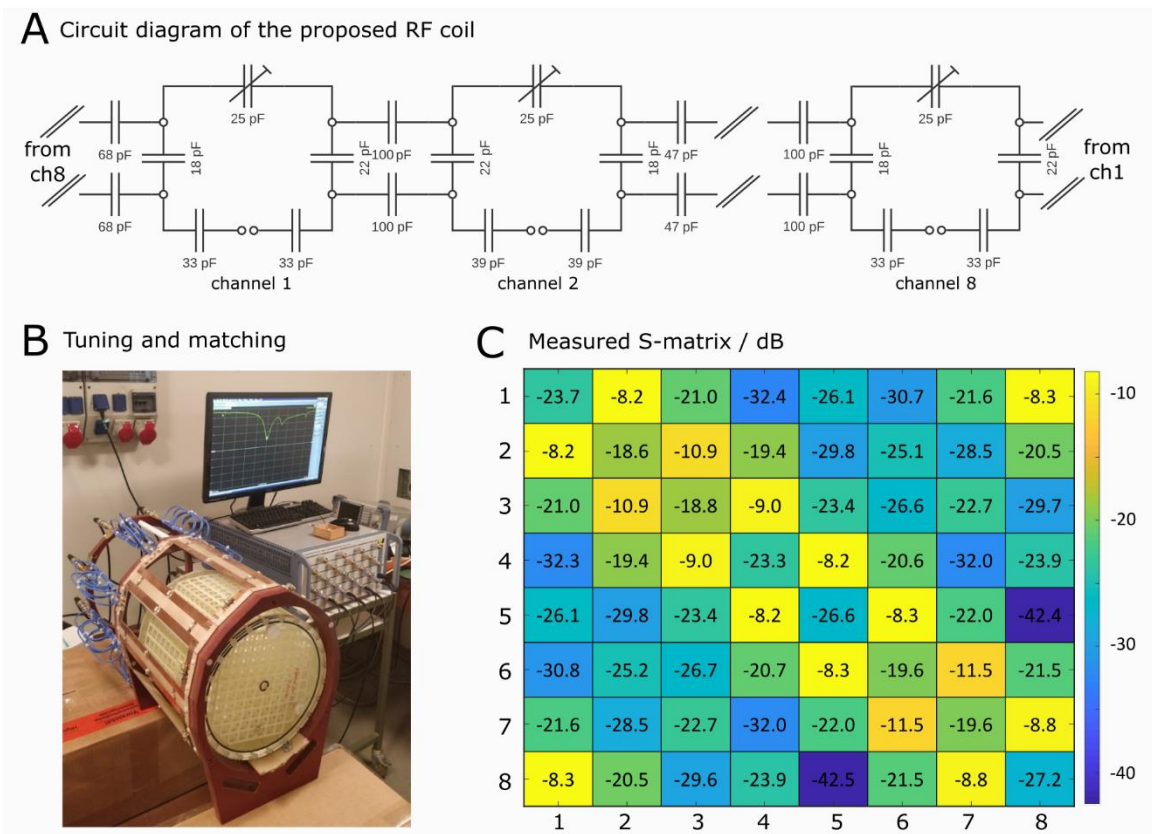 A Circuit diagram of the proposed RF coil
25 pF 25 pF 25 pF
from ch8
68 pF 18 pF 22 pF 100 pF 22 pF 18 pF 47 pF 100 pF 18 pF 22 pF
from ch1
68 pF 100 pF 47 pF 100 pF
33 pF 33 pF 39 pF 39 pF 33 pF 33 pF
channel 1 channel 2 channel 8
B Tuning and matching
C Measured S-matrix / dB
1 -23.7 -8.2 -21.0 -32.4 -26.1 -30.7 -21.6 -8.3
2 -8.2 -18.6 -10.9 -19.4 -29.8 -25.1 -28.5 -20.5
3 -21.0 -10.9 -18.8 -9.0 -23.4 -26.6 -22.7 -29.7
4 -32.3 -19.4 -9.0 -23.3 -8.2 -20.6 -32.0 -23.9
5 -26.1 -29.8 -23.4 -8.2 -26.6 -8.3 -22.0 -42.4
6 -30.8 -25.2 -26.7 -20.7 -8.3 -19.6 -11.5 -21.5
7 -21.6 -28.5 -22.7 -32.0 -22.0 -11.5 -19.6 -8.8
8 -8.3 -20.5 -29.6 -23.9 -42.5 -21.5 -8.8 -27.2
1 2 3 4 5 6 7 8
-10
-20
-30
-40